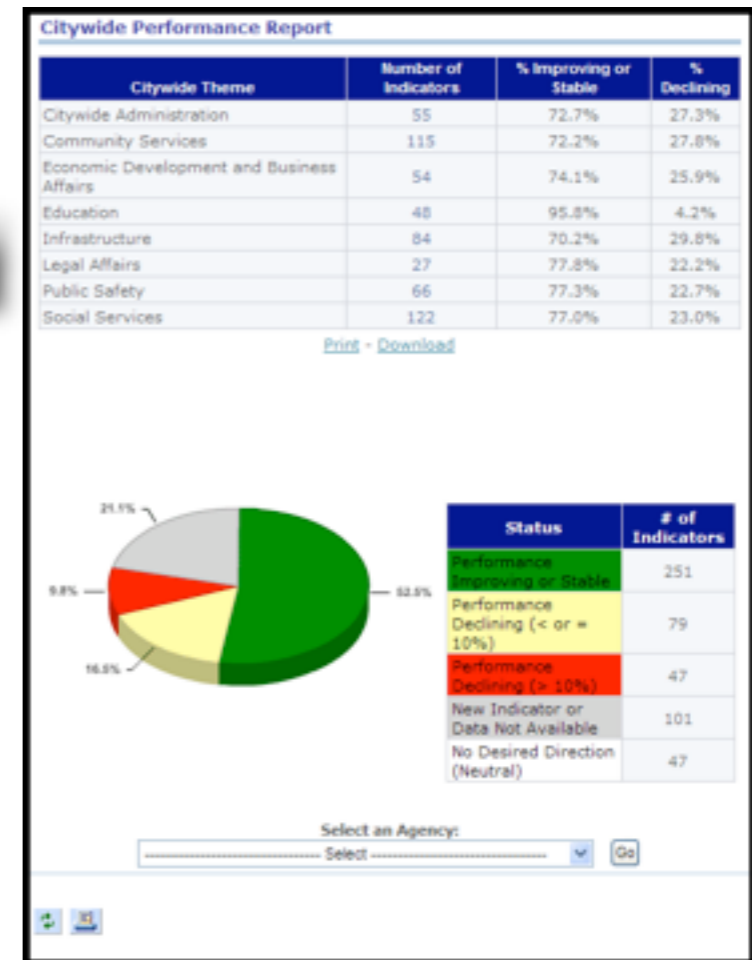 Citywide Performance Report
Citywide Theme Number of Indicators % Improving or Stable % Declining
Citywide Administration 55 72.7% 27.3%
Community Services 115 72.2% 27.8%
Economic Development and Business Affairs 54 74.1% 25.9%
Education 48 95.8% 4.2%
Infrastructure 84 70.2% 29.8%
Legal Affairs 27 77.8% 22.2%
Public Safety 66 77.3% 22.7%
Social Services 122 77.0% 23.0%
Print - Download
21.1%
9.8%
52.5%
16.5%
Status # of Indicators
Performance Improving or Stable 251
Performance Declining (< or = 10%) 79
Performance Declining (> 10%) 47
New Indicator or Data Not Available 101
No Desired Direction (Neutral) 47
Select an Agency:
---------- Select ----------
Go